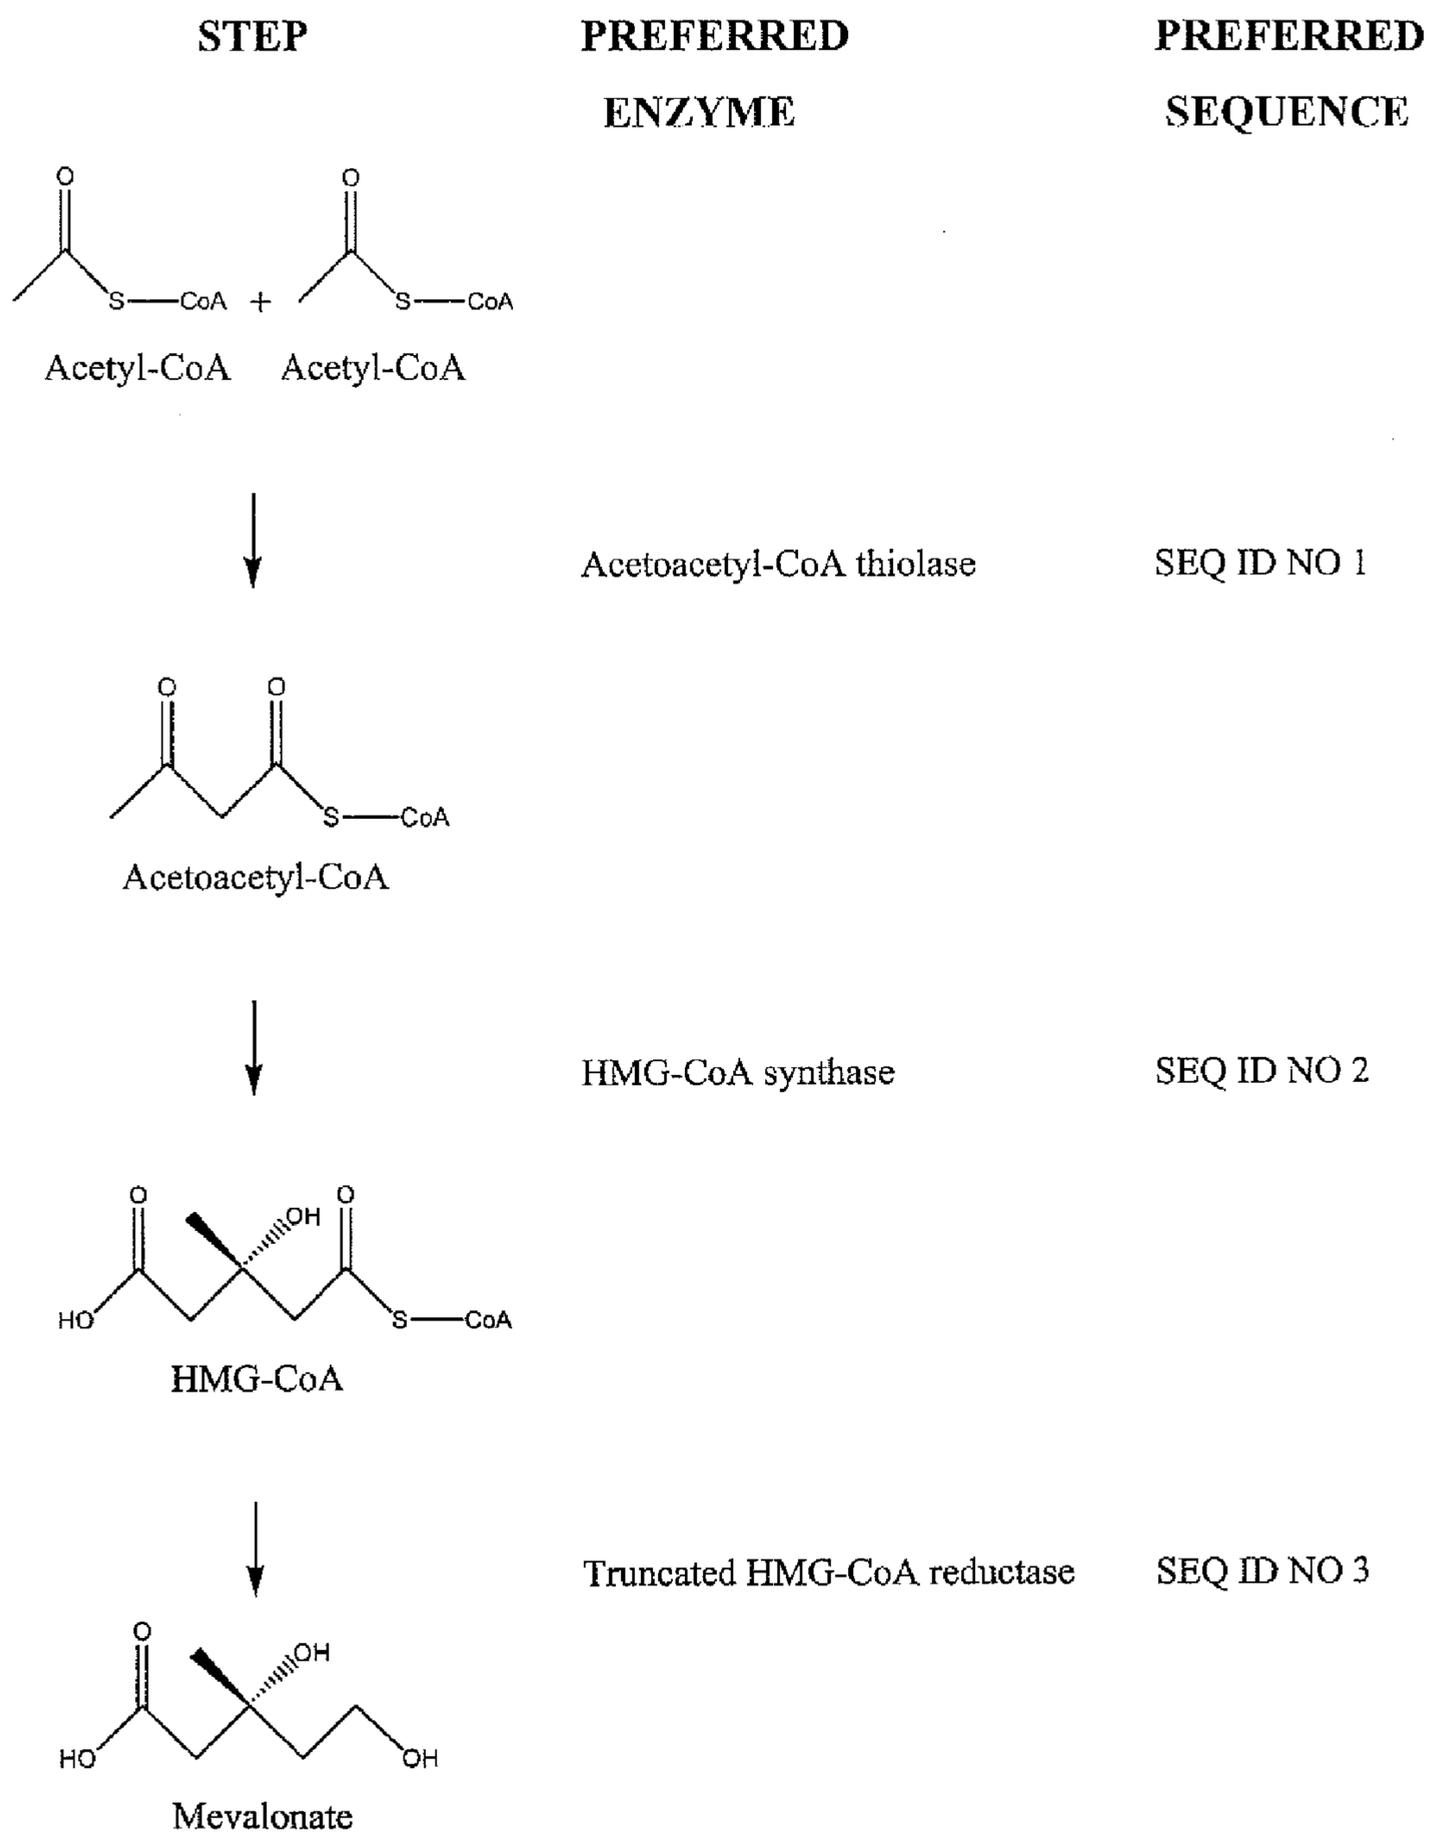 STEP PREFERRED PREFERRED
ENZYME SEQUENCE
O O
S CoA + S CoA
Acetyl-CoA Acetyl-CoA
Acetoacetyl-CoA thiolase SEQ ID NO 1
O O
S CoA
Acetoacetyl-CoA
HMG-CoA synthase SEQ ID NO 2
O OH O
HO S CoA
HMG-CoA
Truncated HMG-CoA reductase SEQ ID NO 3
O OH
HO OH
Mevalonate